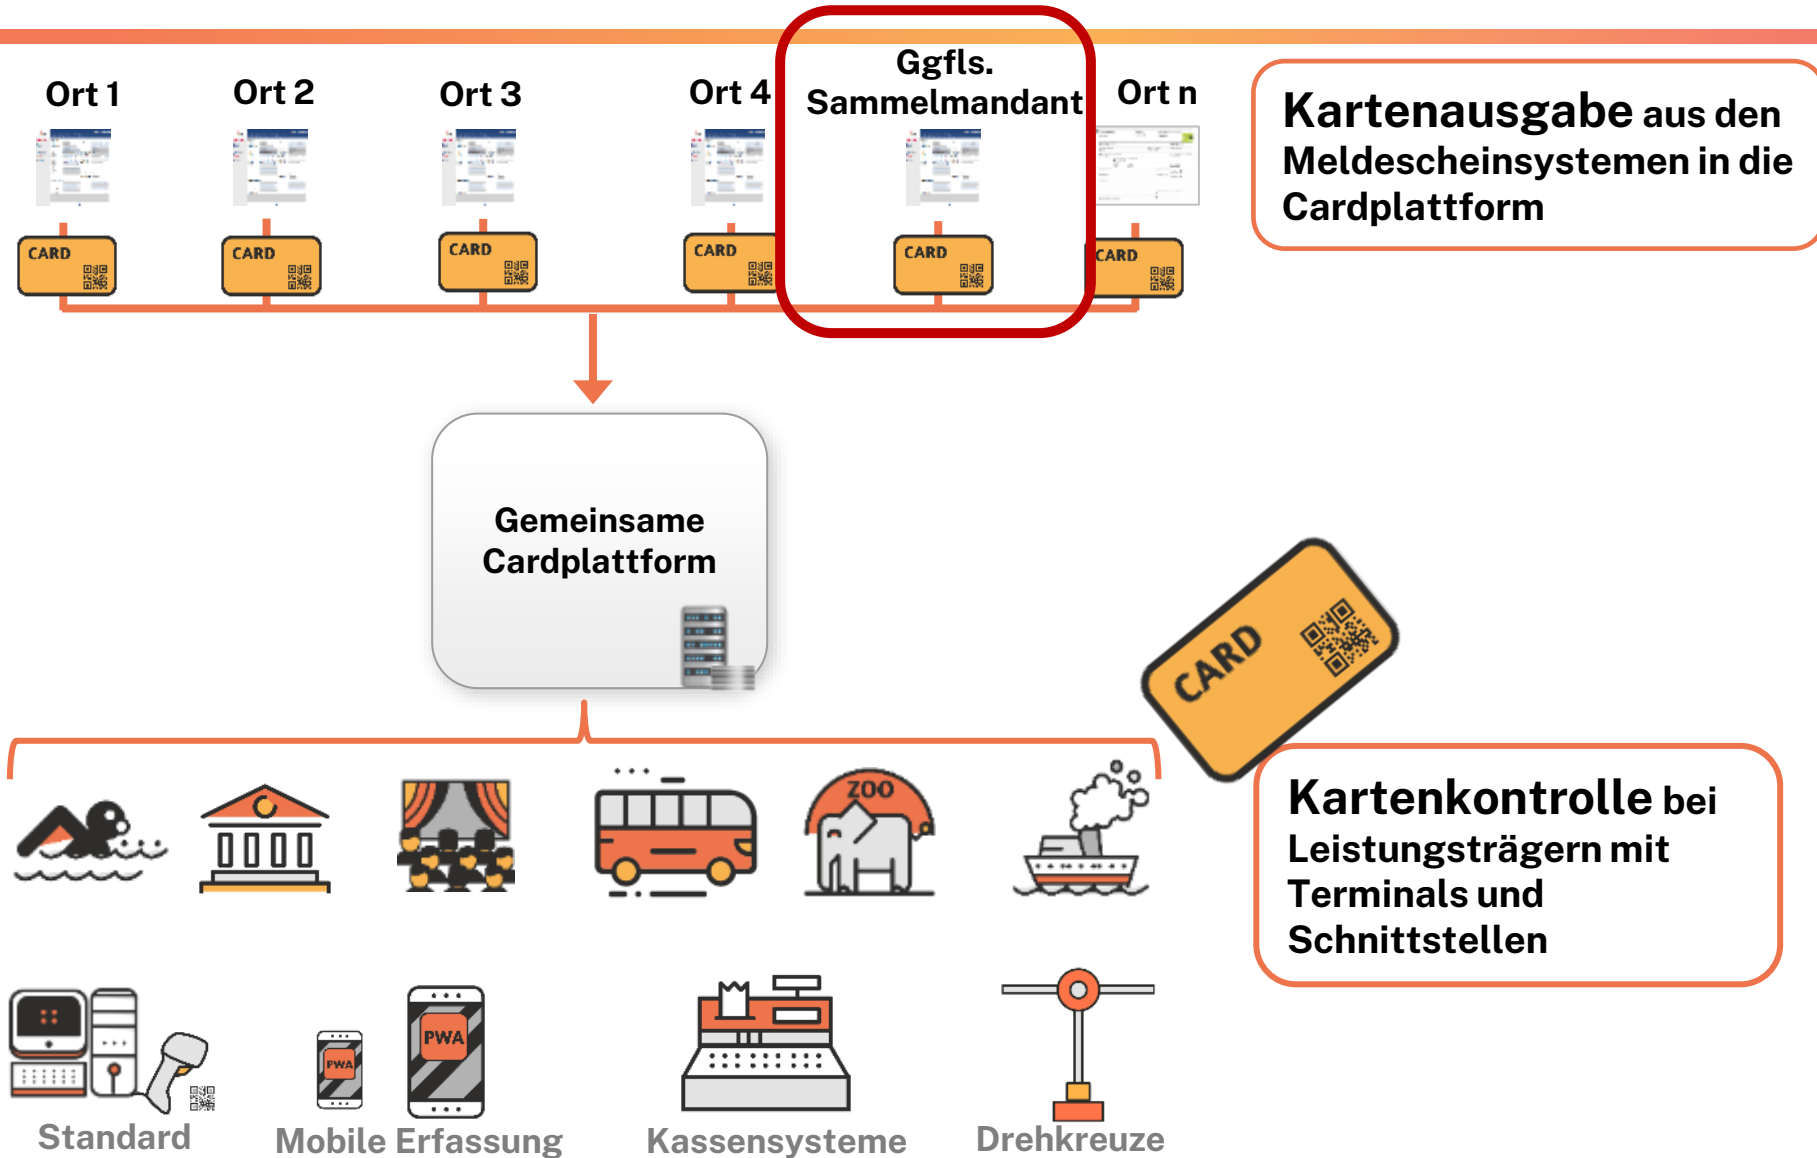 Ort 1
Ort 2
Ort 3
Ort 4
Ggfls.
Sammelmandant
Ort n
CARD
CARD
CARD
CARD
CARD
CARD
Kartenausgabe aus den
Meldescheinsystemen in die
Cardplattform
Gemeinsame
Cardplattform
CARD
ZOO
Kartenkontrolle bei
Leistungsträgern mit
Terminals und
Schnittstellen
PWA
PWA
Standard
Mobile Erfassung
Kassensysteme
Drehkreuze